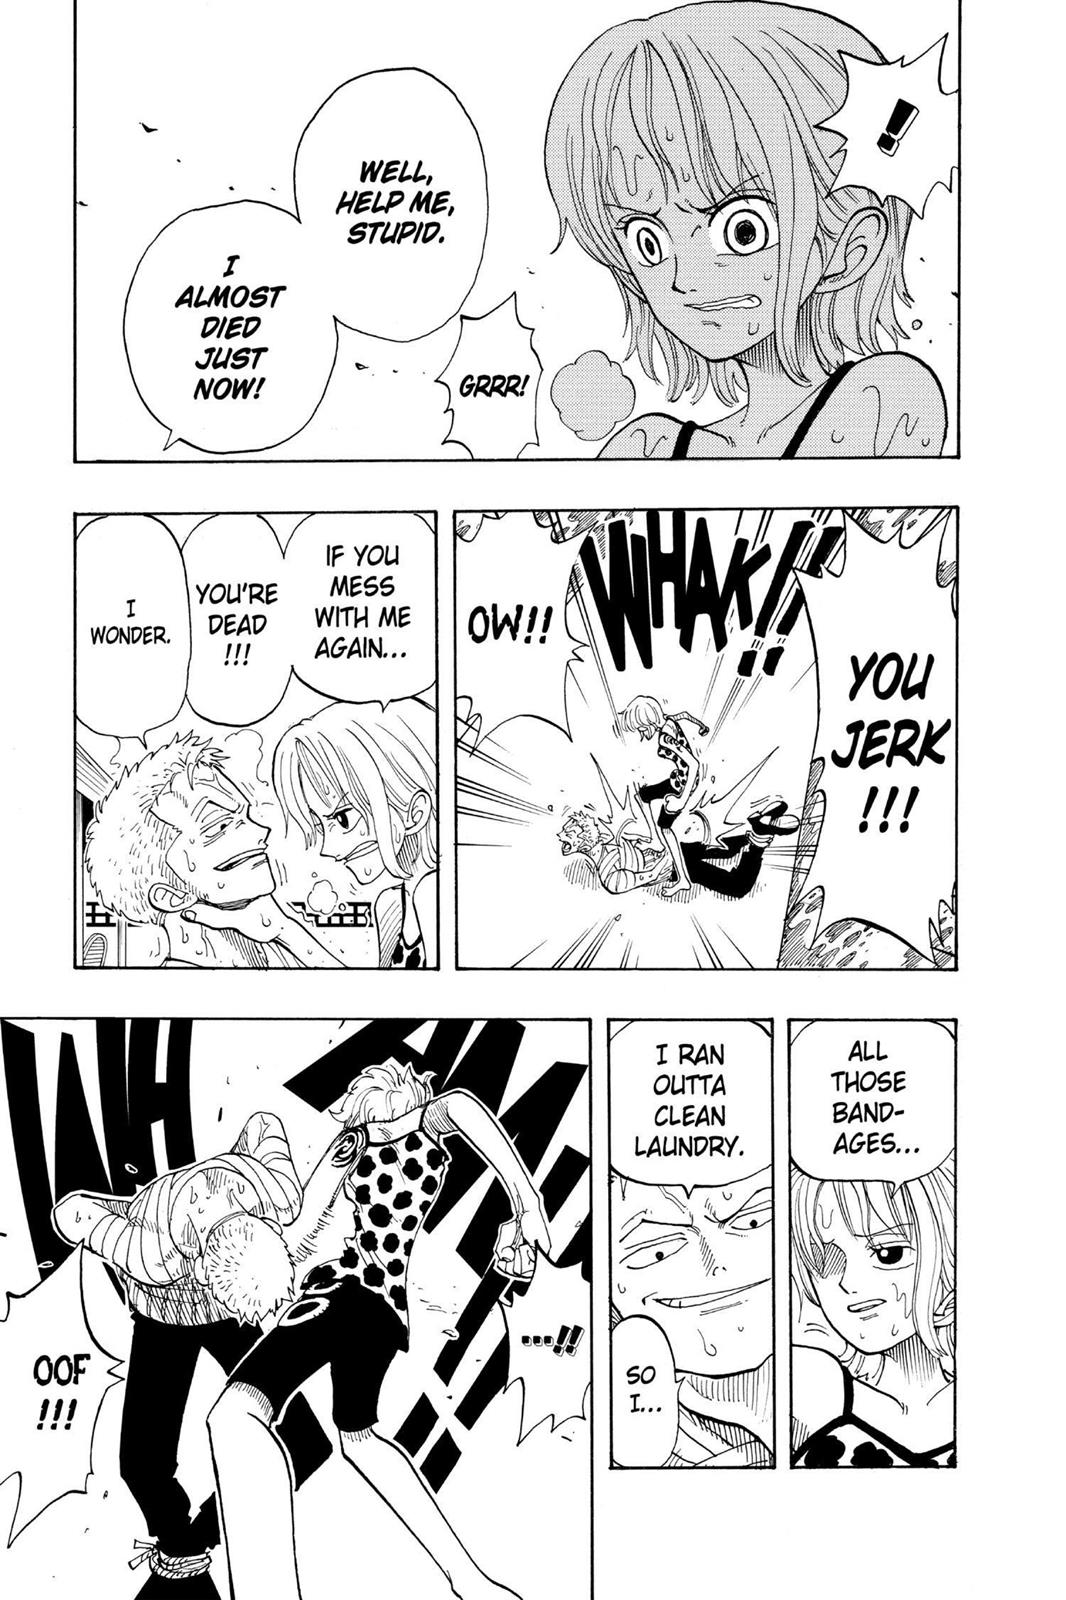 !!
WELL,
HELP ME,
STUPID.
I
ALMOST
DIED
JUST
NOW!
GRRR!
YOU
JERK
!!!
WHAK!!
OW!!
IF YOU
MESS
WITH ME
AGAIN...
YOU'RE
DEAD
!!!
I
WONDER.
ALL
THOSE
BAND-
AGES...
I RAN
OUTTA
CLEAN
LAUNDRY.
SO
I...
...!!
WHAM!!
OOF
!!!